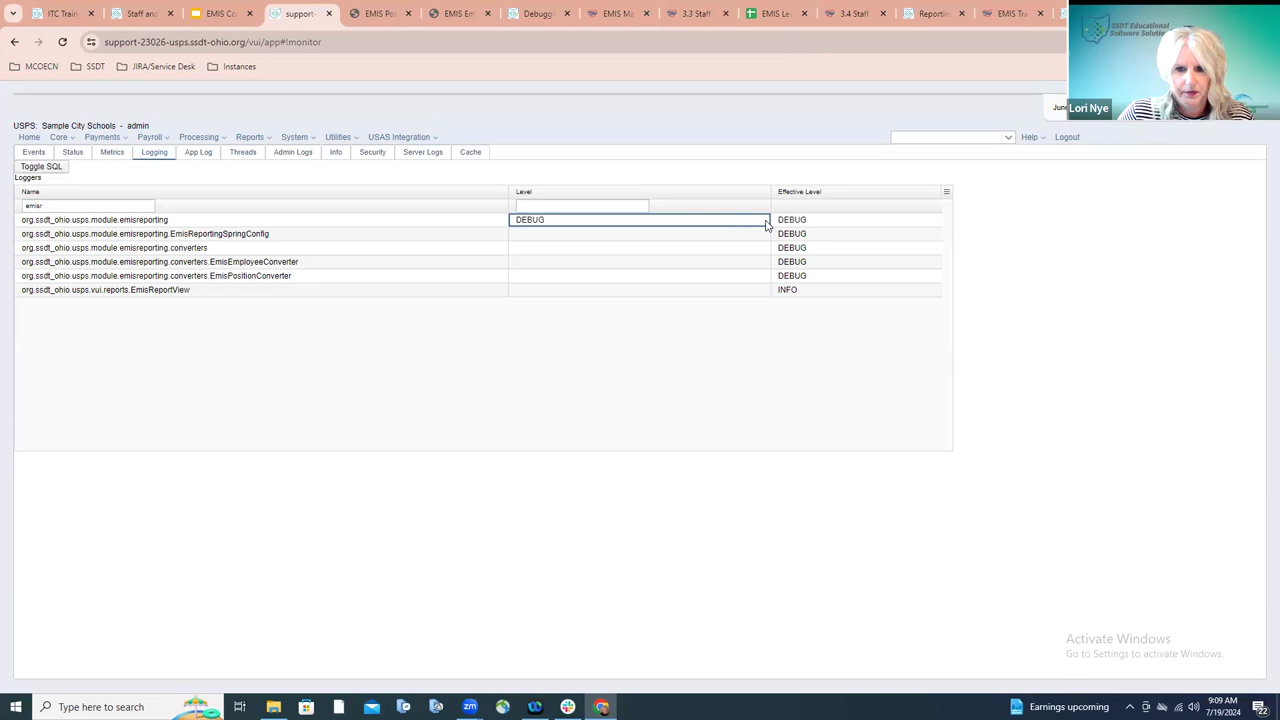 ITC Train
Staff and
EMIS Co
support-
EMIS Po
EMIS Em
Debuggi
EMIS M
3.3 Staff
EMIS Le
3.4 Staff
Reportin
EMIS Tra
support-23026-usps.ssdt-ohio.org/vui/app#!monitor
MCOECN
SSDT
JIRA/Service Desk
Instances
SSDT Educational
Software Solutions
Lori Nye
June
USPS: Sample City Schools - admin
Home Core Payments Payroll Processing Reports System Utilities USAS Integration Help Logout
Events Status Metrics Logging App Log Threads Admin Logs Info Security Server Logs Cache
Toggle SQL
Loggers
Name Level Effective Level
emisr
org.ssdt_ohio.usps.module.emisreporting DEBUG DEBUG
org.ssdt_ohio.usps.module.emisreporting.EmisReportingSpringConfig DEBUG
org.ssdt_ohio.usps.module.emisreporting.converters DEBUG
org.ssdt_ohio.usps.module.emisreporting.converters.EmisEmployeeConverter DEBUG
org.ssdt_ohio.usps.module.emisreporting.converters.EmisPositionConverter DEBUG
org.ssdt_ohio.usps.vui.reports.EmisReportView INFO
Activate Windows
Go to Settings to activate Windows.
Type here to search
Earnings upcoming
9:09 AM
7/19/2024
22